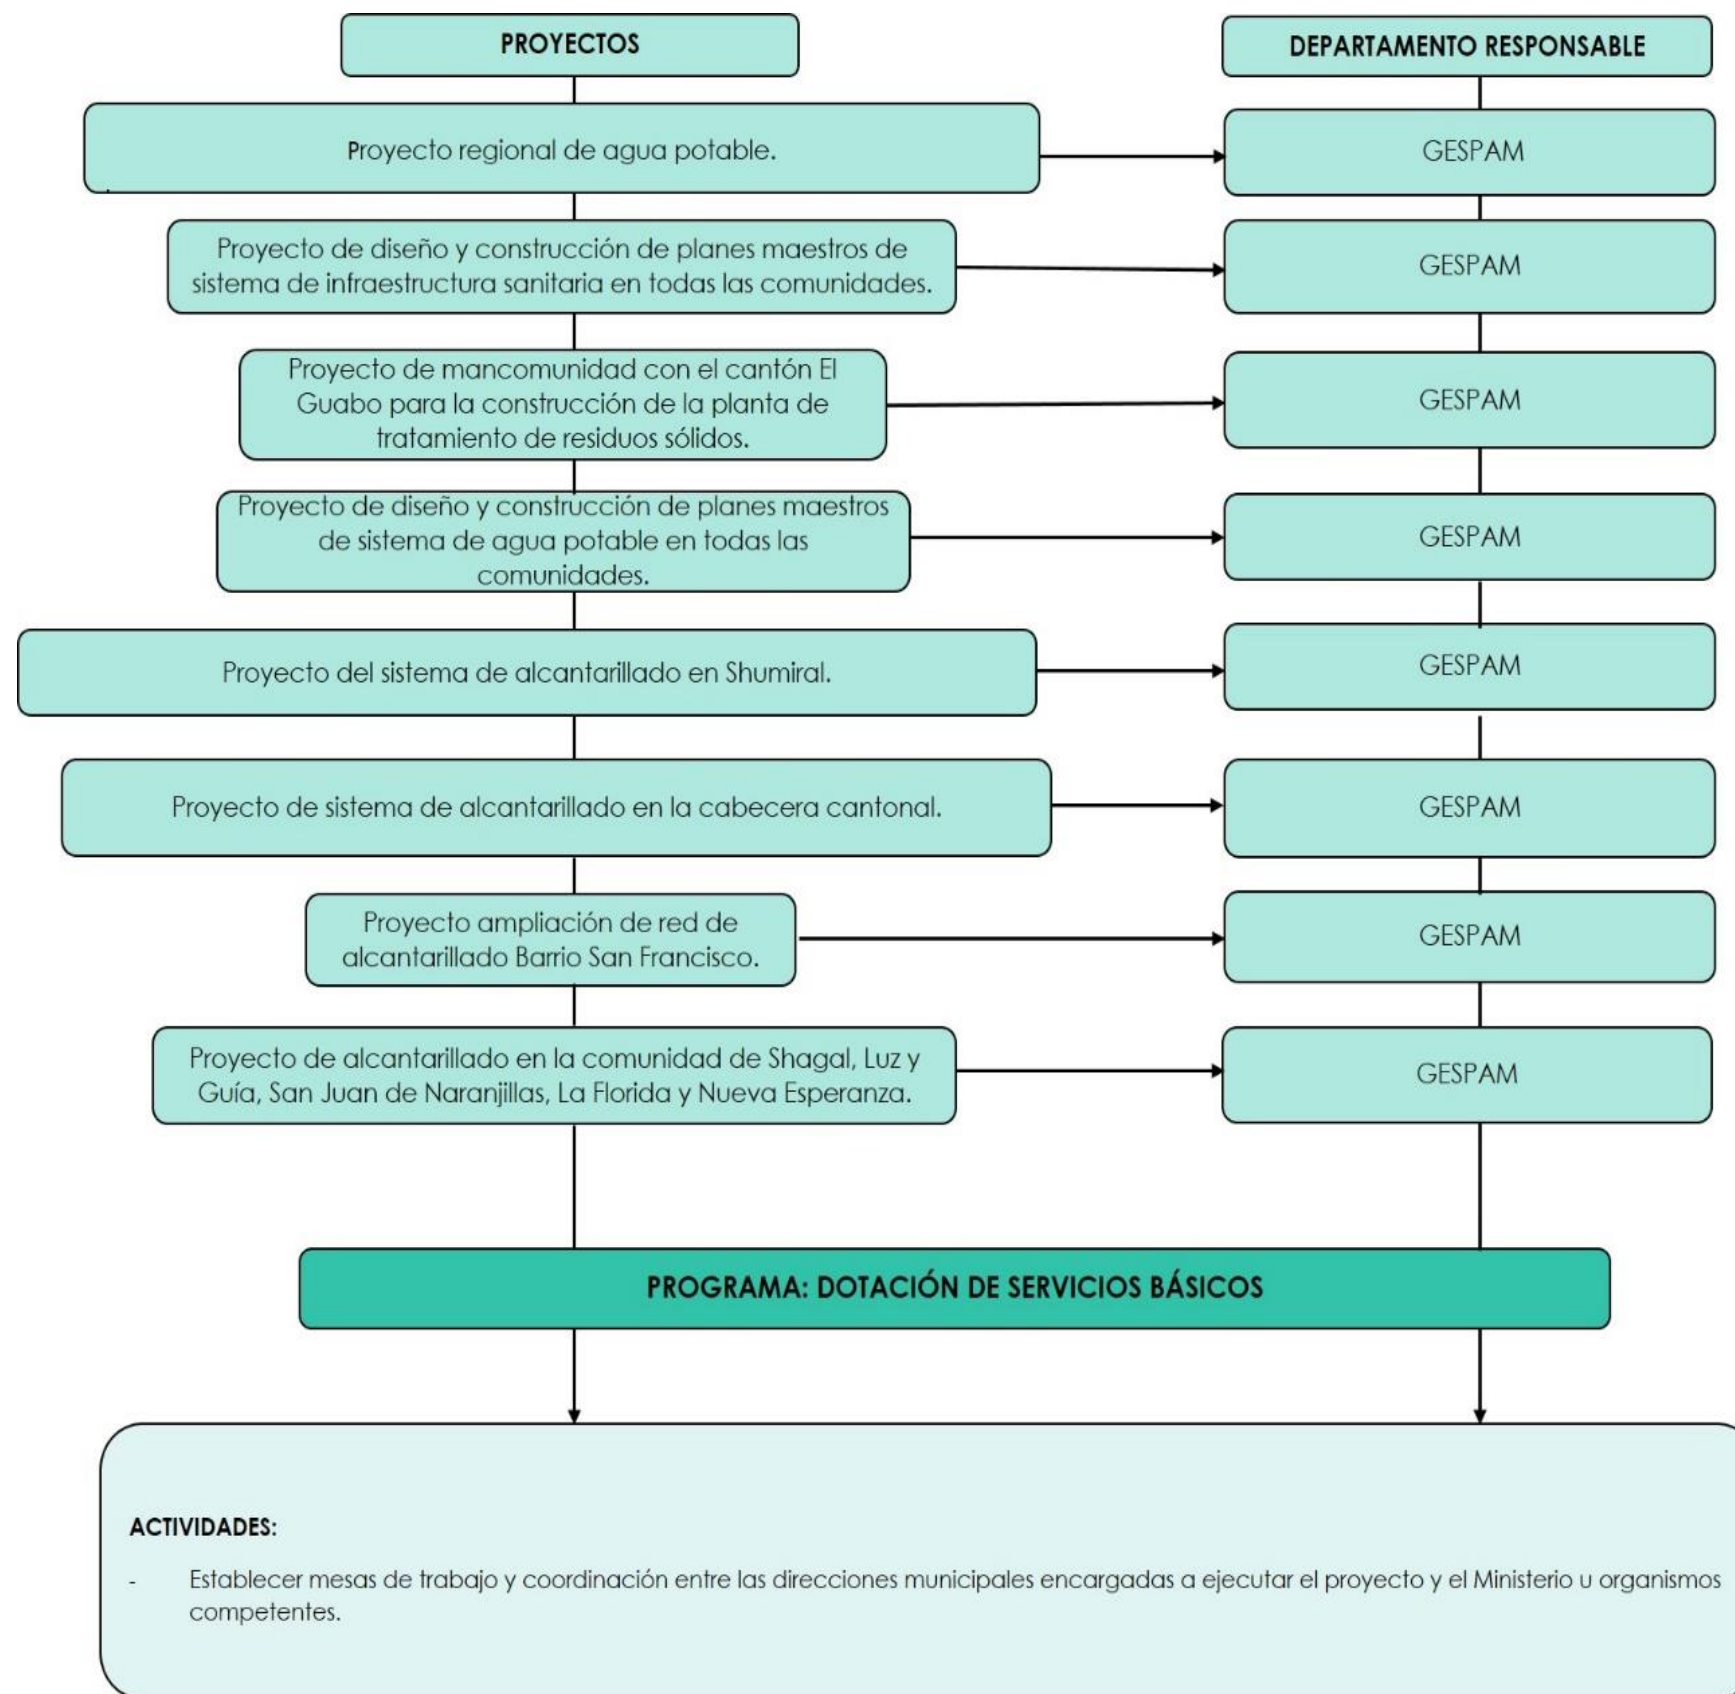 PROYECTOS
DEPARTAMENTO RESPONSABLE
Proyecto regional de agua potable.
GESPAM
Proyecto de diseño y construcción de planes maestros de
sistema de infraestructura sanitaria en todas las comunidades.
GESPAM
Proyecto de mancomunidad con el cantón El
Guabo para la construcción de la planta de
tratamiento de residuos sólidos.
GESPAM
Proyecto de diseño y construcción de planes maestros
de sistema de agua potable en todas las
comunidades.
GESPAM
Proyecto del sistema de alcantarillado en Shumiral.
GESPAM
Proyecto de sistema de alcantarillado en la cabecera cantonal.
GESPAM
Proyecto ampliación de red de
alcantarillado Barrio San Francisco.
GESPAM
Proyecto de alcantarillado en la comunidad de Shagal, Luz y
Guía, San Juan de Naranjillas, La Florida y Nueva Esperanza.
GESPAM
PROGRAMA: DOTACIÓN DE SERVICIOS BÁSICOS
ACTIVIDADES:
- Establecer mesas de trabajo y coordinación entre las direcciones municipales encargadas a ejecutar el proyecto y el Ministerio u organismos
competentes.